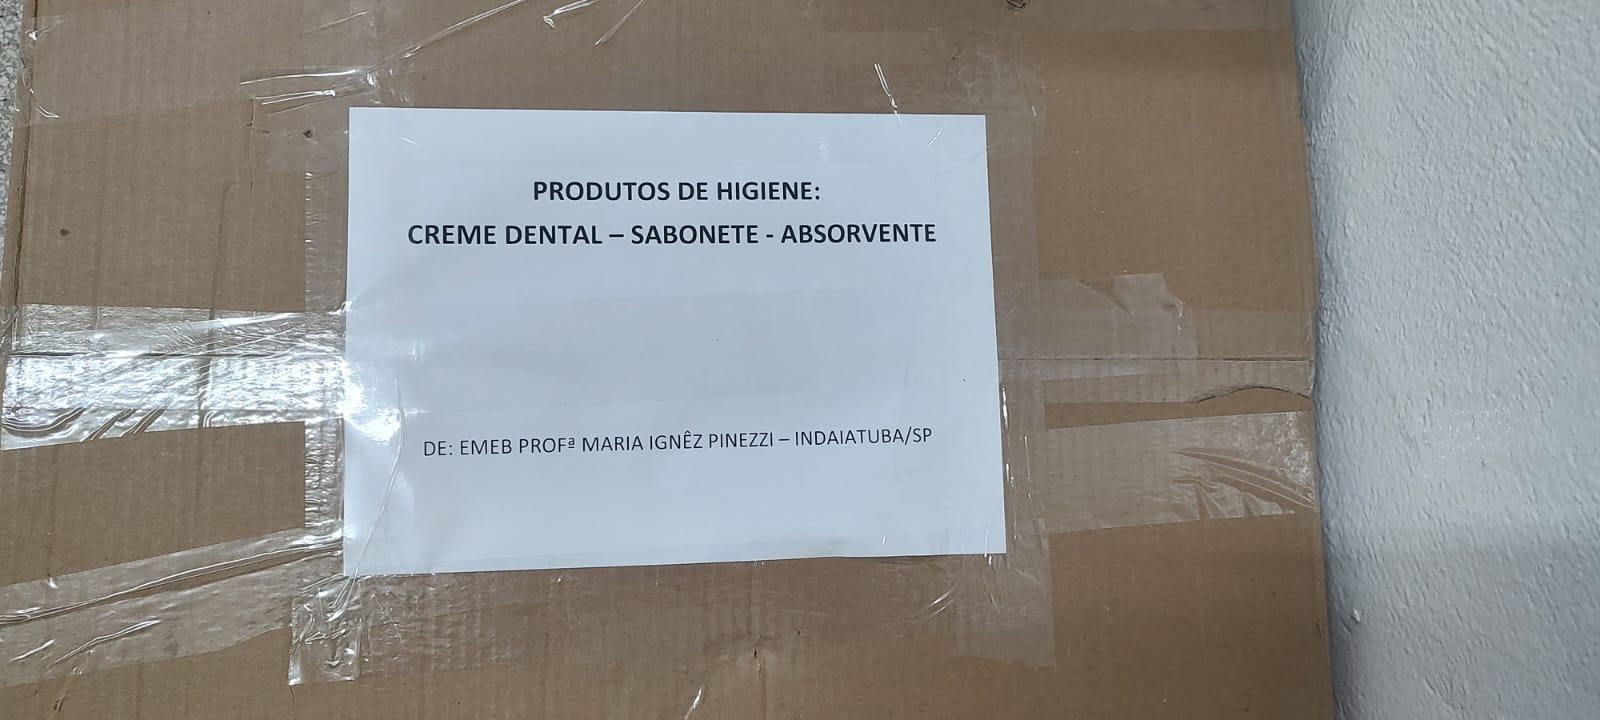 PRODUTOS DE HIGIENE:
CREME DENTAL – SABONETE - ABSORVENTE
DE: EMEB PROFª MARIA IGNÊZ PINEZZI – INDAIATUBA/SP